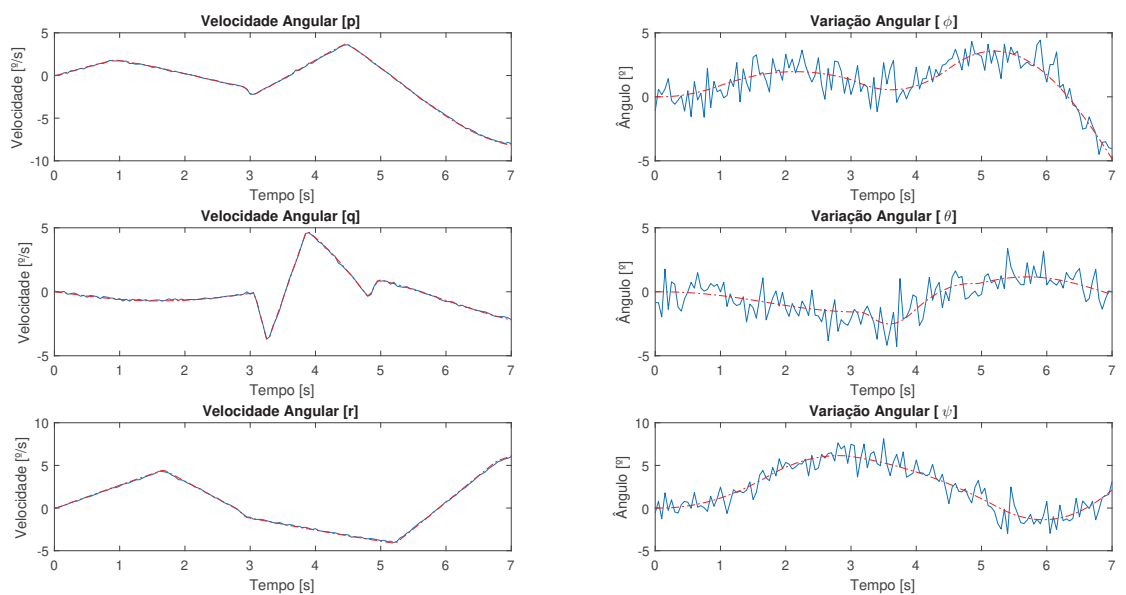 Velocidade Angular [p]
Velocidade [º/s]
5
0
-5
-10
0 1 2 3 4 5 6 7
Tempo [s]
Variação Angular [ ϕ]
Ângulo [º]
5
0
-5
0 1 2 3 4 5 6 7
Tempo [s]
Velocidade Angular [q]
Velocidade [º/s]
5
0
-5
0 1 2 3 4 5 6 7
Tempo [s]
Variação Angular [ θ]
Ângulo [º]
5
0
-5
0 1 2 3 4 5 6 7
Tempo [s]
Velocidade Angular [r]
Velocidade [º/s]
10
5
0
-5
0 1 2 3 4 5 6 7
Tempo [s]
Variação Angular [ ψ]
Ângulo [º]
10
5
0
-5
0 1 2 3 4 5 6 7
Tempo [s]